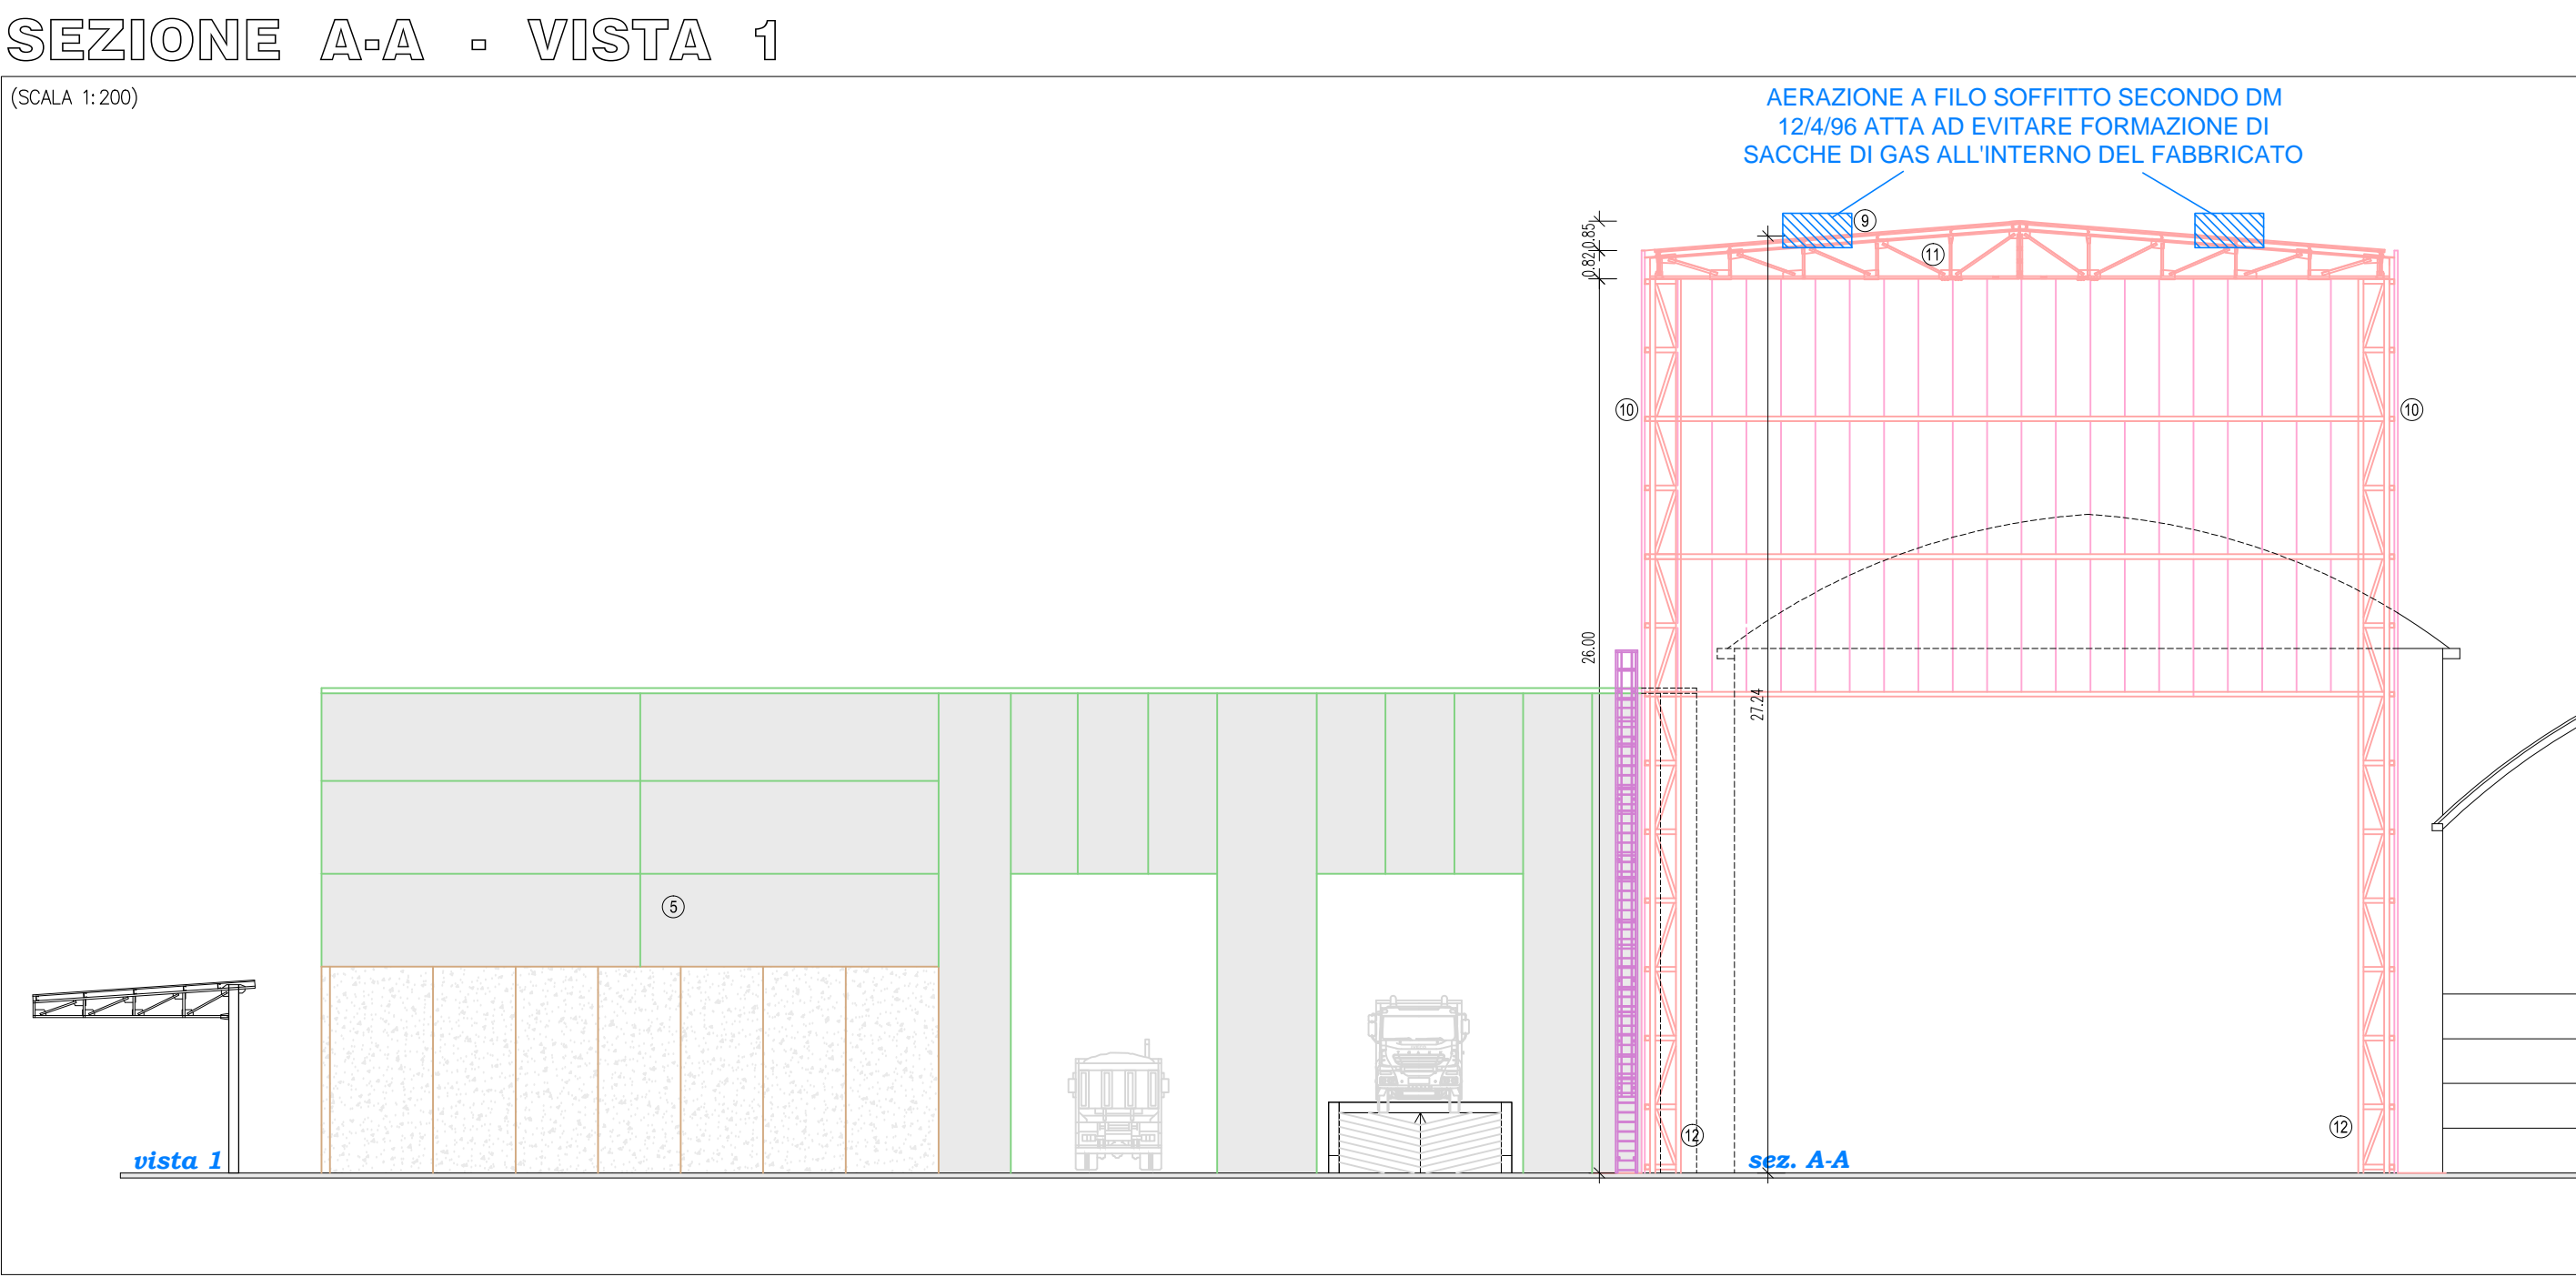 SEZIONE A-A - VISTA 1
(SCALA 1:200)
AERAZIONE A FILO SOFFITTO SECONDO DM
12/4/96 ATTA AD EVITARE FORMAZIONE DI
SACCHE DI GAS ALL'INTERNO DEL FABBRICATO
9
0.85
11
0.82
10
10
26.00
27.24
5
12
12
vista 1
sez. A-A